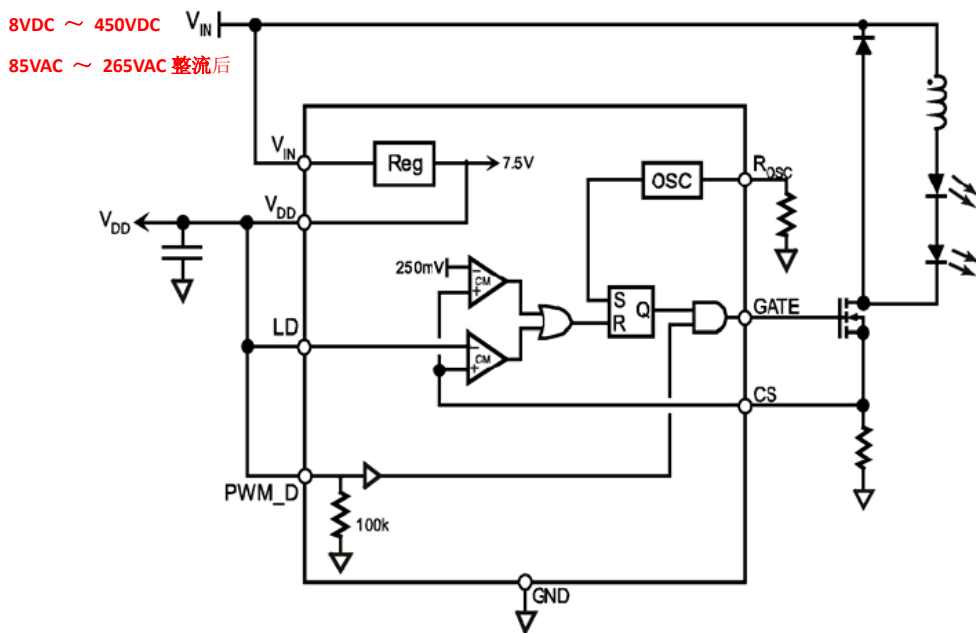 8VDC ～ 450VDC
85VAC ～ 265VAC 整流后
VIN
VIN
Reg
7.5V
OSC
ROSC
VDD
VDD
250mV
CM
S
Q
R
GATE
LD
CM
CS
PWM_D
100k
GND